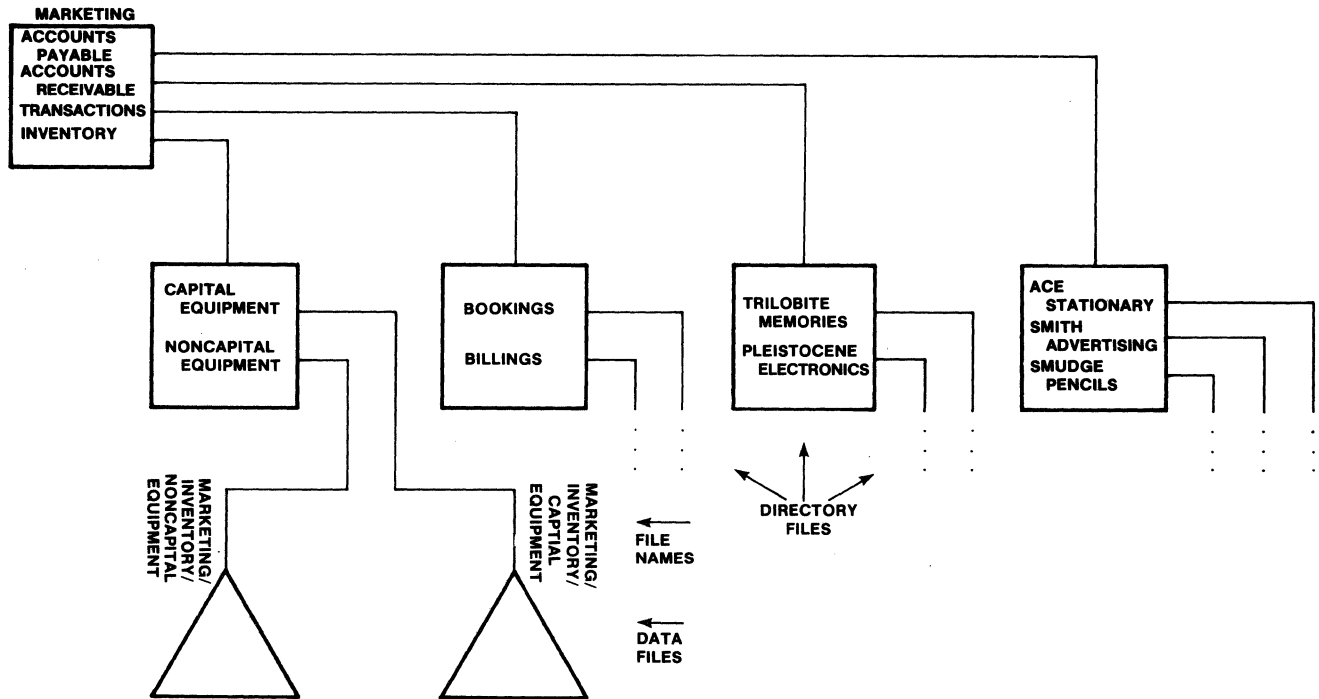 MARKETING
ACCOUNTS
PAYABLE
ACCOUNTS
RECEIVABLE
TRANSACTIONS
INVENTORY
CAPITAL
EQUIPMENT
NONCAPITAL
EQUIPMENT
BOOKINGS
BILLINGS
TRILOBITE
MEMORIES
PLEISTOCENE
ELECTRONICS
ACE
STATIONARY
SMITH
ADVERTISING
SMUDGE
PENCILS
MARKETING/
INVENTORY/
NONCAPITAL
EQUIPMENT
MARKETING/
INVENTORY/
CAPTIAL
EQUIPMENT
FILE
NAMES
DIRECTORY
FILES
DATA
FILES